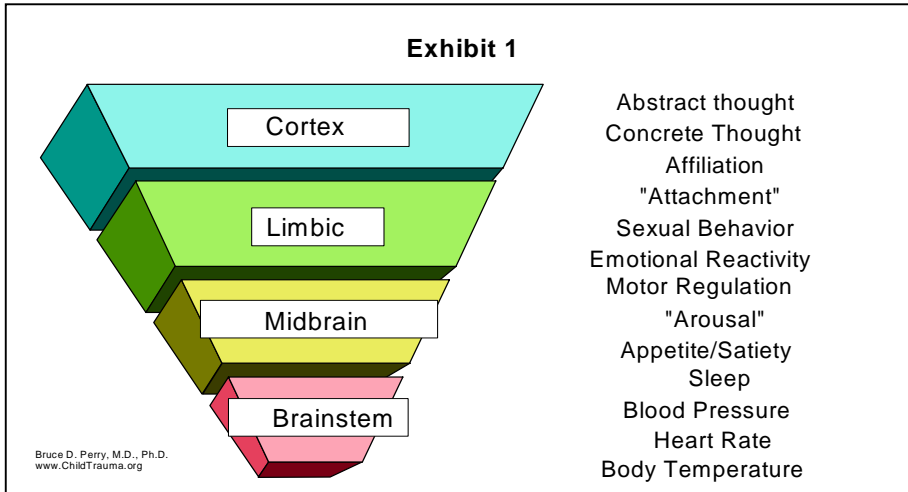 Exhibit 1
Cortex
Limbic
Midbrain
Brainstem
Abstract thought
Concrete Thought
Affiliation
"Attachment"
Sexual Behavior
Emotional Reactivity
Motor Regulation
"Arousal"
Appetite/Satiety
Sleep
Blood Pressure
Heart Rate
Body Temperature
Bruce D. Perry, M.D., Ph.D.
www.ChildTrauma.org